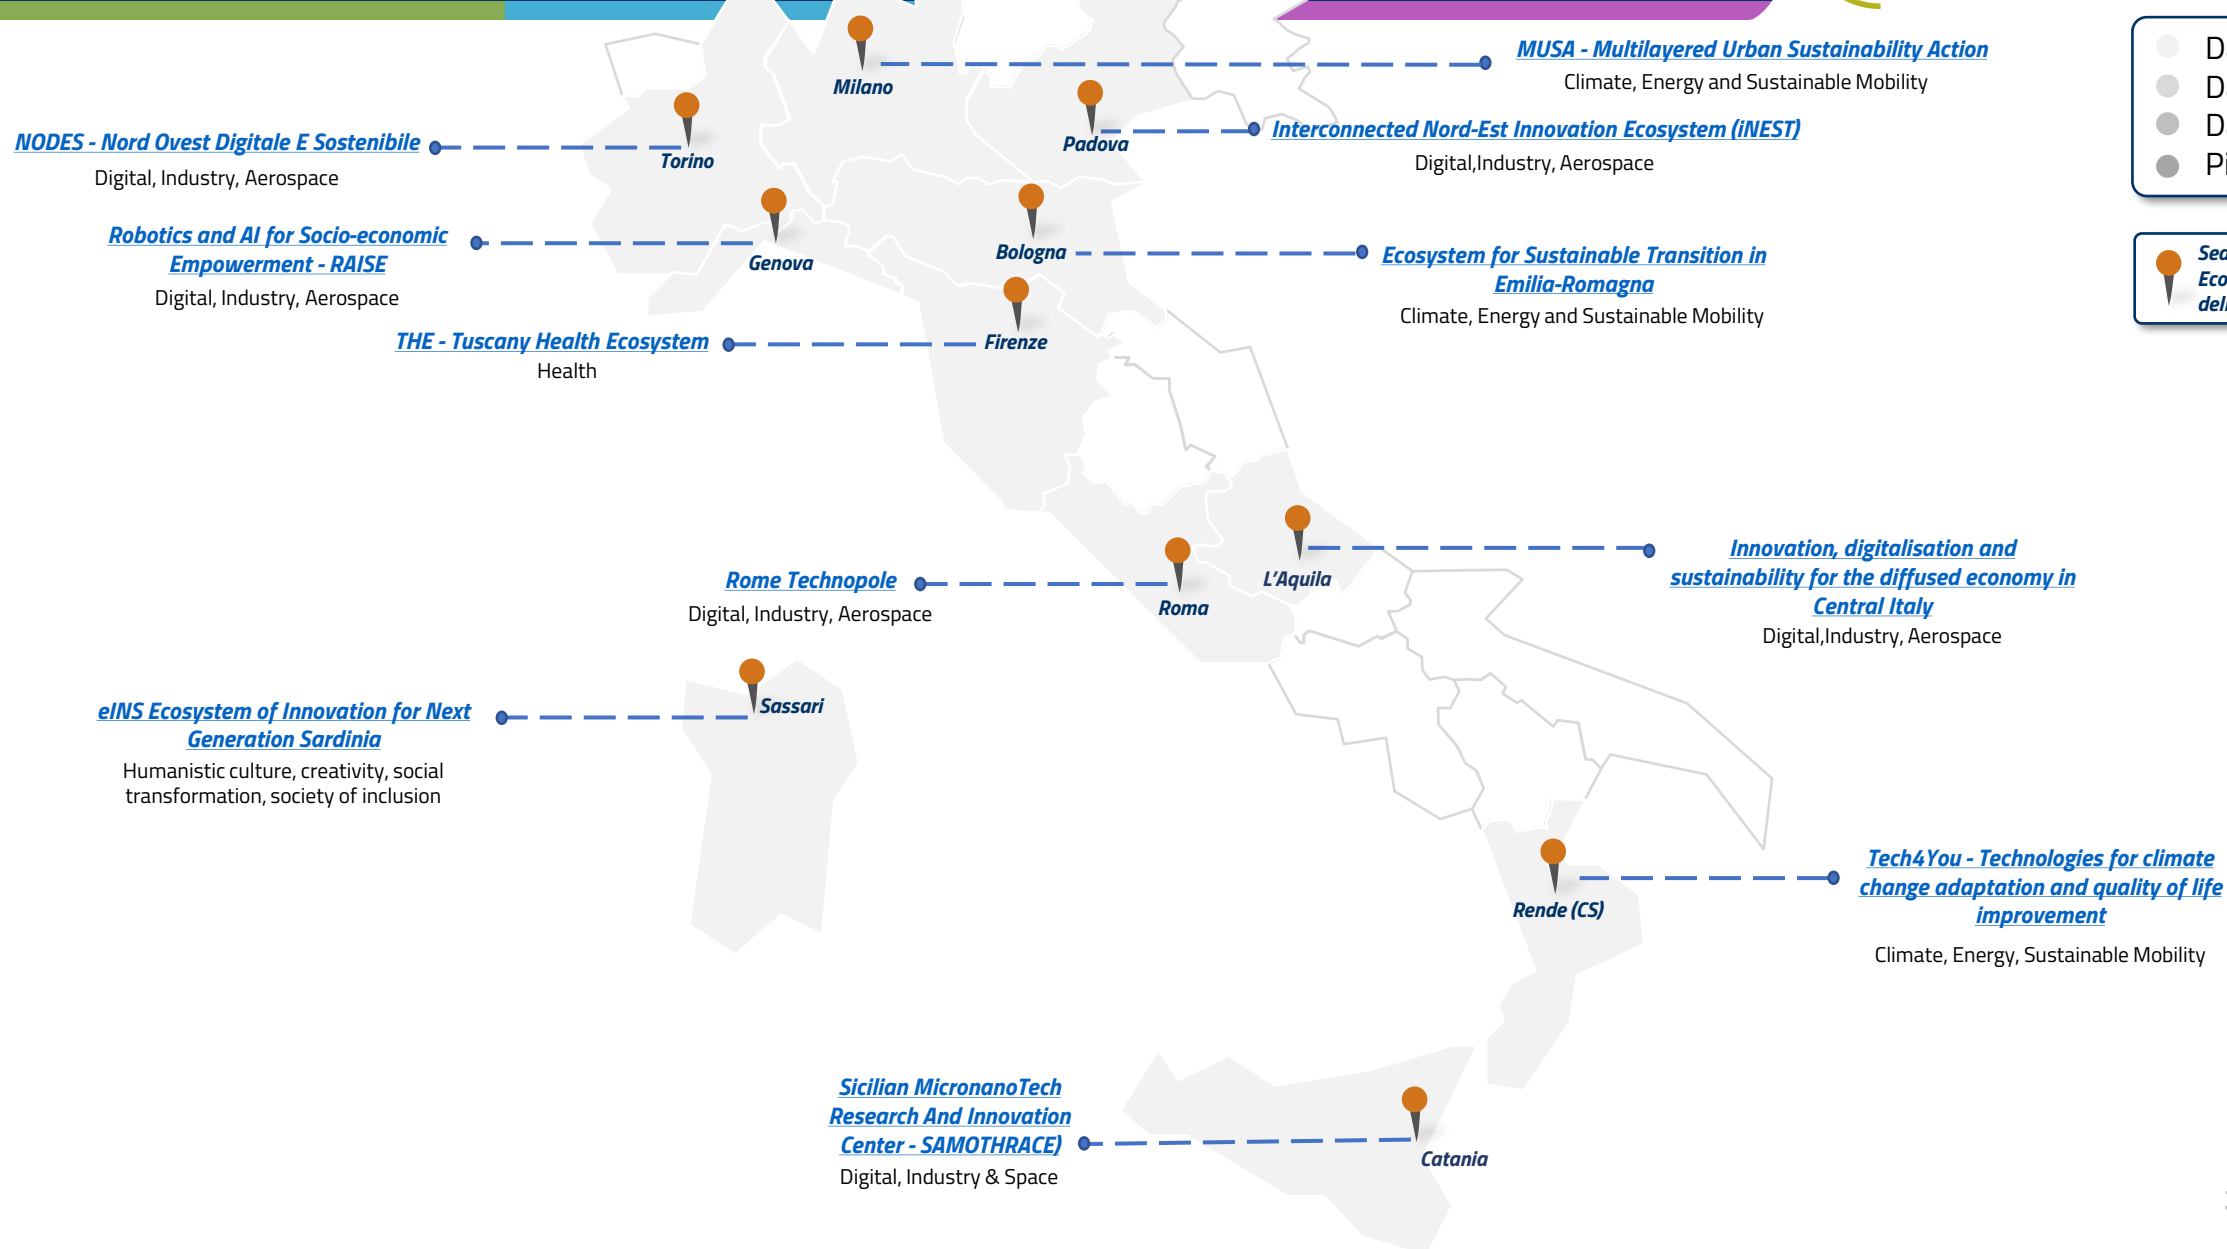 MUSA - Multilayered Urban Sustainability Action
Climate, Energy and Sustainable Mobility
Milano
Interconnected Nord-Est Innovation Ecosystem (iNEST)
Digital,Industry, Aerospace
Padova
NODES - Nord Ovest Digitale E Sostenibile
Digital, Industry, Aerospace
Torino
Robotics and AI for Socio-economic
Empowerment - RAISE
Digital, Industry, Aerospace
Genova
Bologna
Ecosystem for Sustainable Transition in
Emilia-Romagna
Climate, Energy and Sustainable Mobility
THE - Tuscany Health Ecosystem
Health
Firenze
Rome Technopole
Digital, Industry, Aerospace
Roma
L’Aquila
Innovation, digitalisation and
sustainability for the diffused economy in
Central Italy
Digital,Industry, Aerospace
eINS Ecosystem of Innovation for Next
Generation Sardinia
Humanistic culture, creativity, social
transformation, society of inclusion
Sassari
Rende (CS)
Tech4You - Technologies for climate
change adaptation and quality of life
improvement
Climate, Energy, Sustainable Mobility
Sicilian MicronanoTech
Research And Innovation
Center - SAMOTHRACE)
Digital, Industry & Space
Catania